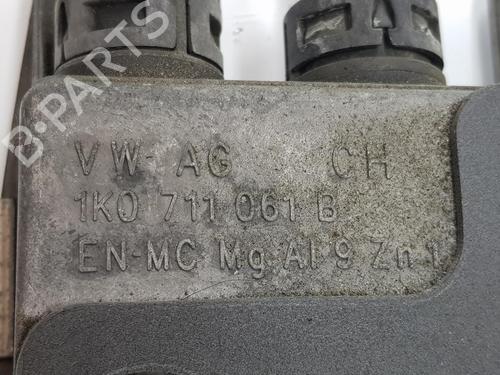 B-PARTS
VW AG CH
1K0 711 061 B
EN-MC Mg Al 9 Zn 1